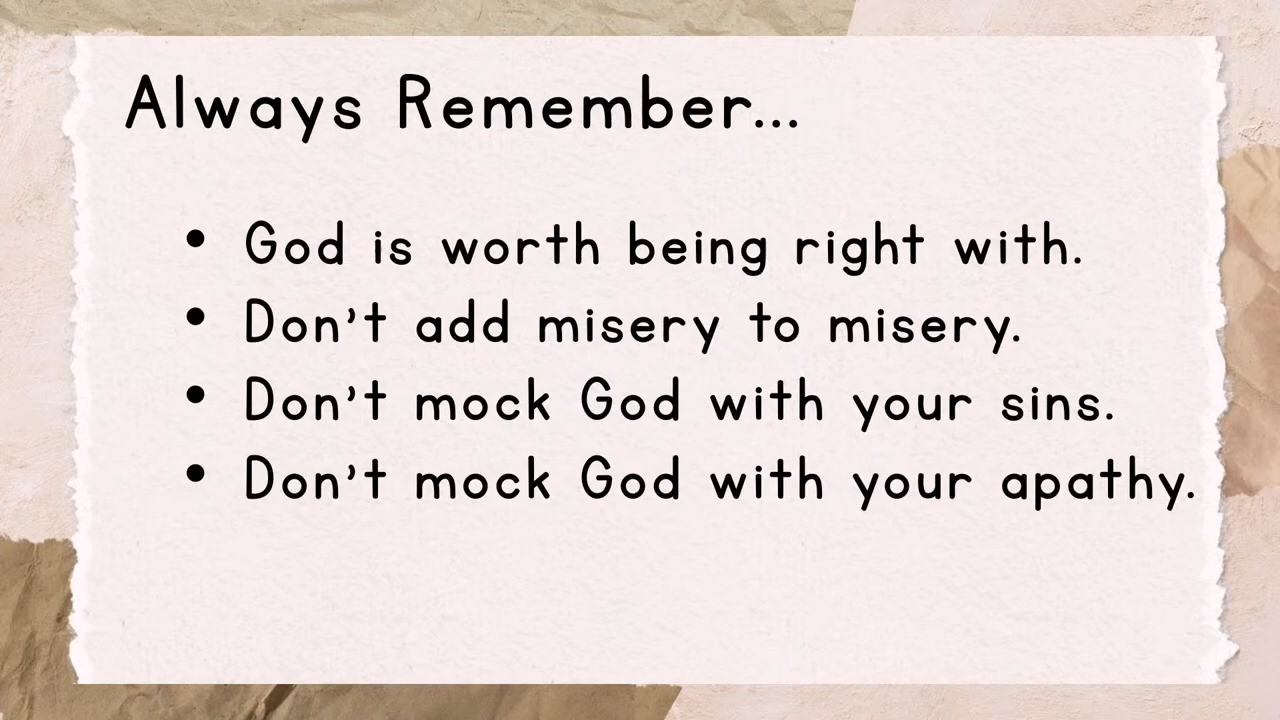 Always Remember...
• God is worth being right with.
• Don't add misery to misery.
• Don't mock God with your sins.
• Don't mock God with your apathy.